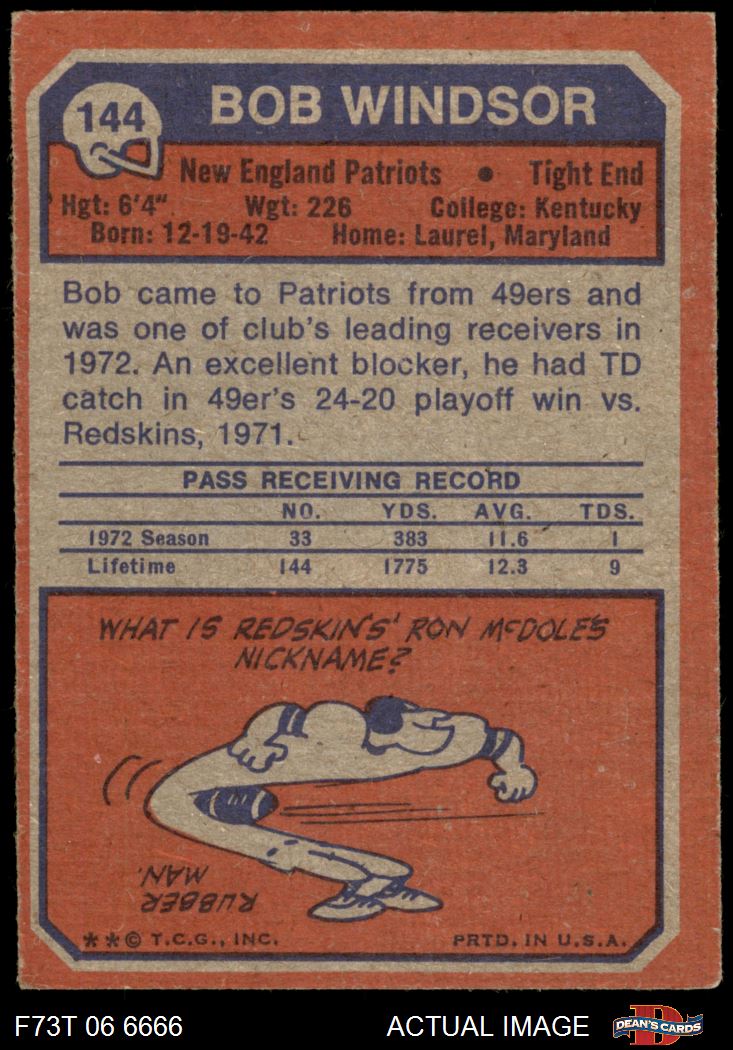 144
BOB WINDSOR
New England Patriots • Tight End
Hgt: 6'4" Wgt: 226 College: Kentucky
Born: 12-19-42 Home: Laurel, Maryland
Bob came to Patriots from 49ers and
was one of club's leading receivers in
1972. An excellent blocker, he had TD
catch in 49er's 24-20 playoff win vs.
Redskins, 1971.
PASS RECEIVING RECORD
NO. YDS. AVG. TDS.
1972 Season 33 383 11.6 1
Lifetime 144 1775 12.3 9
WHAT IS REDSKINS' RON McDOLE'S
NICKNAME?
RUBBER
MAN.
**© T.C.G., INC. PRTD. IN U.S.A.
F73T 06 6666 ACTUAL IMAGE D DEAN'S CARDS